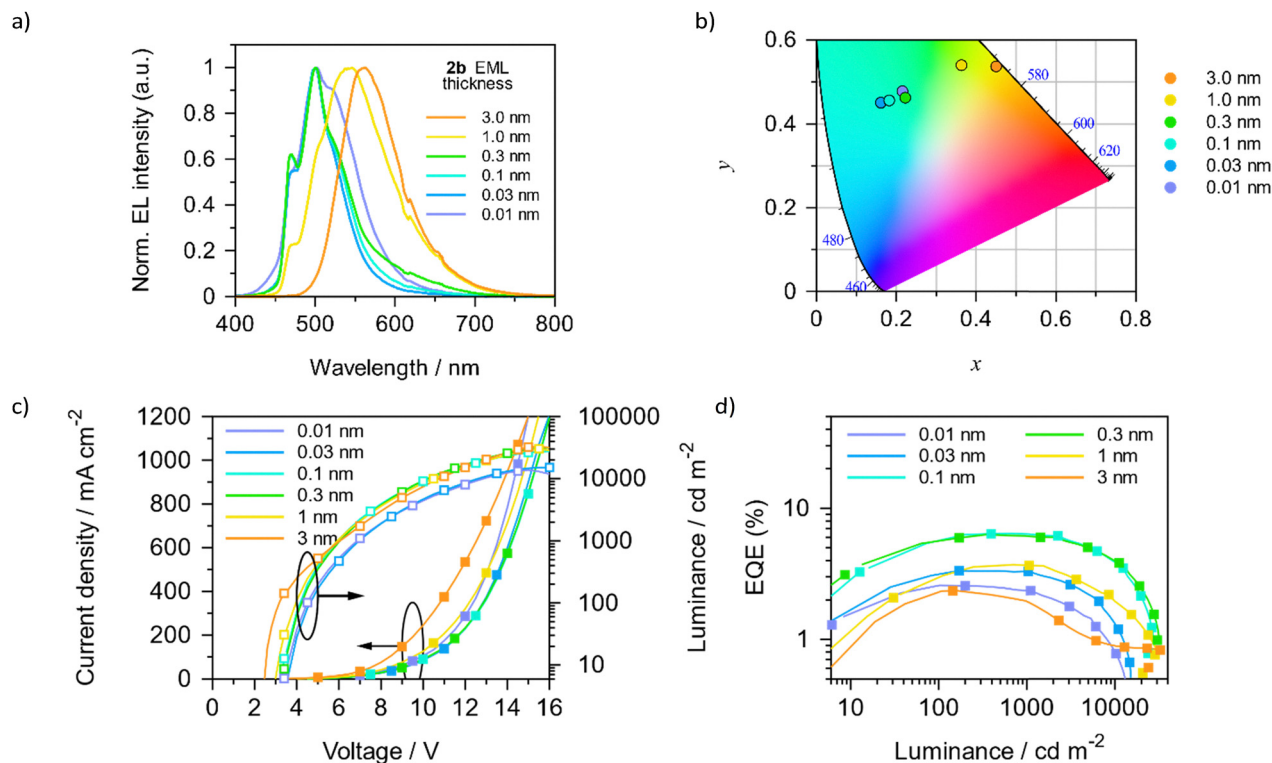 a)
2b EML
thickness
3.0 nm
1.0 nm
0.3 nm
0.1 nm
0.03 nm
0.01 nm
Norm. EL intensity (a.u.)
1
0.8
0.6
0.4
0.2
0
400 500 600 700 800
Wavelength / nm
b)
0.6
0.4
0.2
0
y
580
600
620
480
460
0 0.2 0.4 0.6 0.8
x
3.0 nm
1.0 nm
0.3 nm
0.1 nm
0.03 nm
0.01 nm
c)
Current density / mA cm-2
1200
1000
800
600
400
200
0
0.01 nm
0.03 nm
0.1 nm
0.3 nm
1 nm
3 nm
100000
10000
1000
100
10
Luminance / cd m-2
0 2 4 6 8 10 12 14 16
Voltage / V
d)
EQE (%)
10
1
0.01 nm 0.3 nm
0.03 nm 1 nm
0.1 nm 3 nm
10 100 1000 10000
Luminance / cd m-2